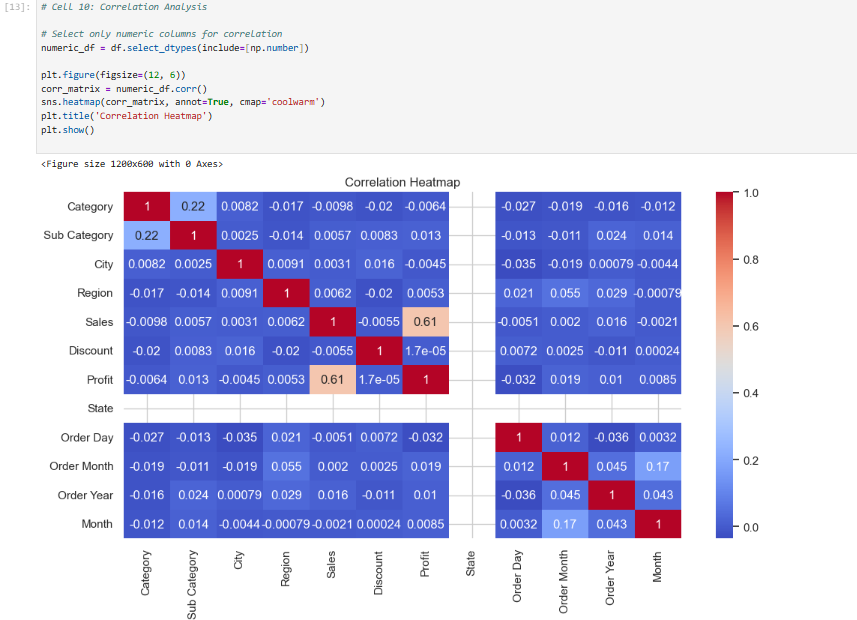 [13]:
# Cell 10: Correlation Analysis
# Select only numeric columns for correlation
numeric_df = df.select_dtypes(include=[np.number])
plt.figure(figsize=(12, 6))
corr_matrix = numeric_df.corr()
sns.heatmap(corr_matrix, annot=True, cmap='coolwarm')
plt.title('Correlation Heatmap')
plt.show()
<Figure size 1200x600 with 0 Axes>
Correlation Heatmap
Category 1 0.22 0.0082 -0.017 -0.0098 -0.02 -0.0064 -0.027 -0.019 -0.016 -0.012
Sub Category 0.22 1 0.0025 -0.014 0.0057 0.0083 0.013 -0.013 -0.011 0.024 0.014
City 0.0082 0.0025 1 0.0091 0.0031 0.016 -0.0045 -0.035 -0.019 0.00079 -0.0044
Region -0.017 -0.014 0.0091 1 0.0062 -0.02 0.0053 0.021 0.055 0.029 -0.00079
Sales -0.0098 0.0057 0.0031 0.0062 1 -0.0055 0.61 -0.0051 0.002 0.016 -0.0021
Discount -0.02 0.0083 0.016 -0.02 -0.0055 1 1.7e-05 0.0072 0.0025 -0.011 0.00024
Profit -0.0064 0.013 -0.0045 0.0053 0.61 1.7e-05 1 -0.032 0.019 0.01 0.0085
State
Order Day -0.027 -0.013 -0.035 0.021 -0.0051 0.0072 -0.032 1 0.012 -0.036 0.0032
Order Month -0.019 -0.011 -0.019 0.055 0.002 0.0025 0.019 0.012 1 0.045 0.17
Order Year -0.016 0.024 0.00079 0.029 0.016 -0.011 0.01 -0.036 0.045 1 0.043
Month -0.012 0.014 -0.0044 -0.00079 -0.0021 0.00024 0.0085 0.0032 0.17 0.043 1
Category Sub Category City Region Sales Discount Profit State Order Day Order Month Order Year Month
1.0
0.8
0.6
0.4
0.2
0.0